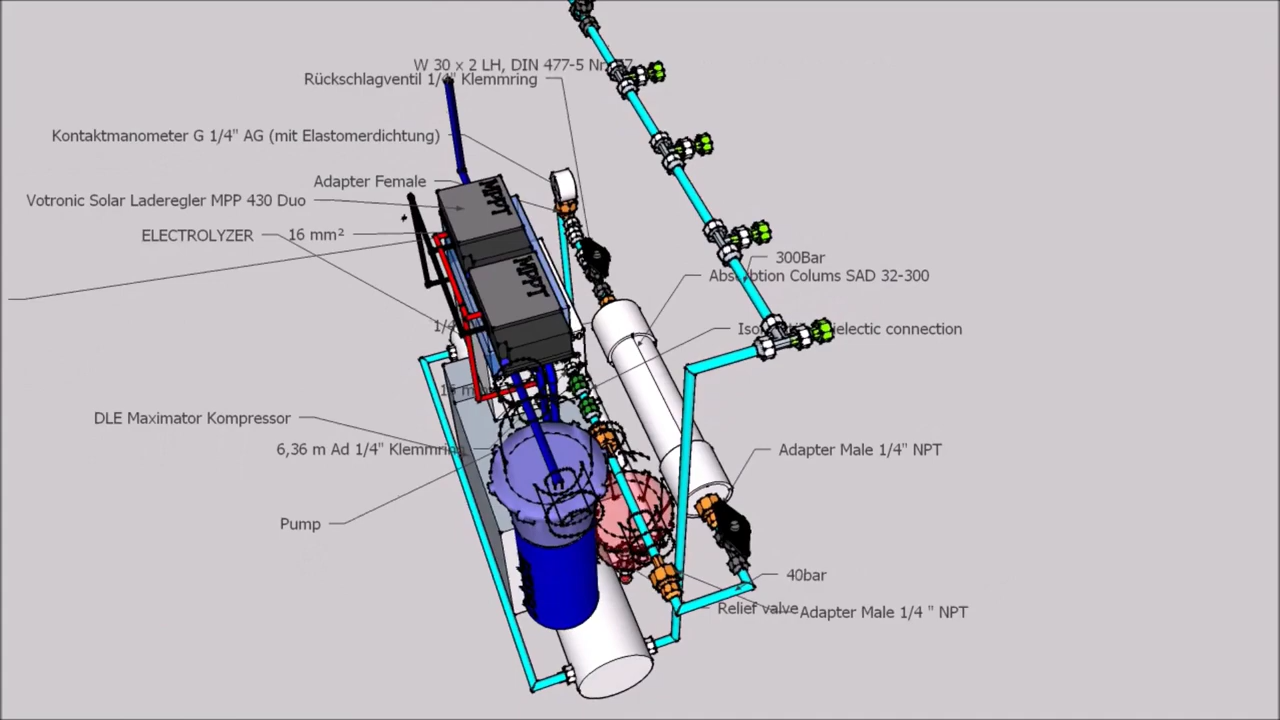 W 30 x 2 LH, DIN 477-5 Nr.
Rückschlagventil 1/4" Klemmring
Kontaktmanometer G 1/4" AG (mit Elastomerdichtung)
Adapter Female
MPPT
Votronic Solar Laderegler MPP 430 Duo
ELECTROLYZER
16 mm²
MPPT
300Bar
Absorbtion Colums SAD 32-300
dielectic connection
DLE Maximator Kompressor
6,36 m Ad 1/4" Klemmring
Adapter Male 1/4" NPT
Pump
40bar
Relief valve
Adapter Male 1/4 " NPT